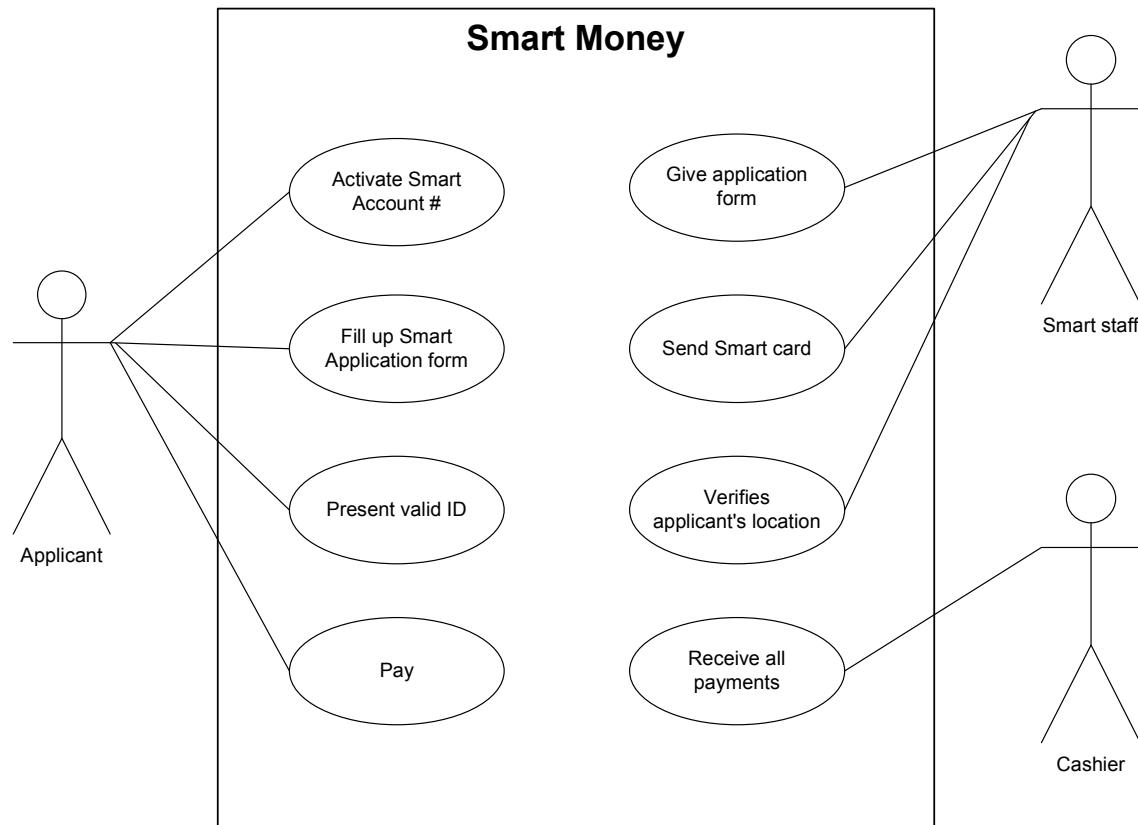 Smart Money
Activate Smart
Account #
Give application
form
Fill up Smart
Application form
Send Smart card
Smart staff
Present valid ID
Verifies
applicant's location
Applicant
Pay
Receive all
payments
Cashier